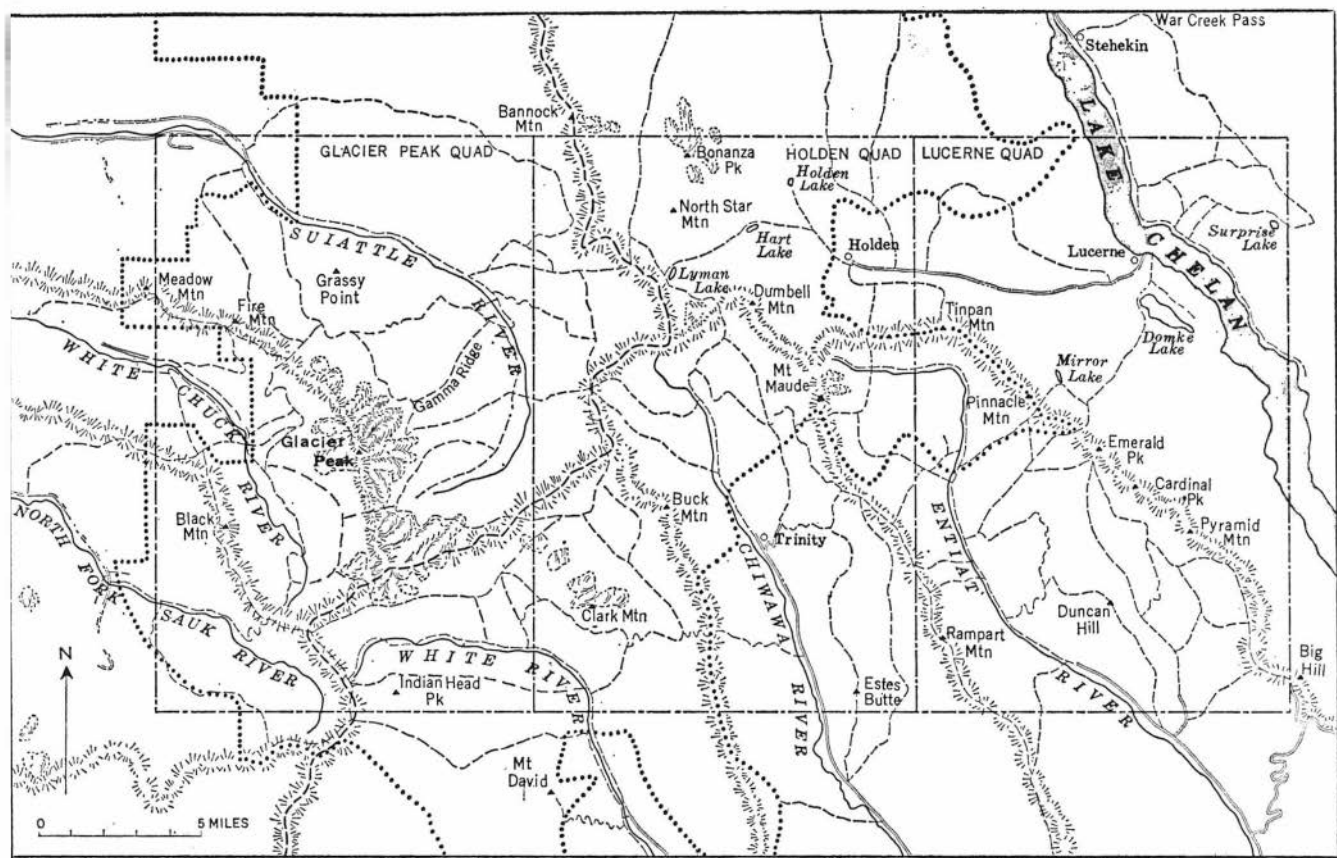 War Creek Pass
Stehekin
Bannock
Mtn
LAKE
GLACIER PEAK QUAD
Bonanza
Pk
HOLDEN QUAD
LUCERNE QUAD
Holden
Lake
North Star
Mtn
SUIATTLE
RIVER
Hart
Lake
Holden
Lucerne
CHELAN
Surprise
Lake
Meadow
Mtn
Grassy
Point
Lyman
Lake
Dumbell
Mtn
Fire
Mtn
Tinpan
Mtn
Domke
Lake
WHITE
CHUCK
RIVER
Gamma Ridge
Mt
Maude
Mirror
Lake
Pinnacle
Mtn
Glacier
Peak
Emerald
Pk
Cardinal
Pk
Buck
Mtn
Black
Mtn
Pyramid
Mtn
NORTH
FORK
SAUK
RIVER
Trinity
CHIWAWA
RIVER
ENTIAT
RIVER
Clark Mtn
Duncan
Hill
Rampart
Mtn
N
WHITE RIVER
Indian Head
Pk
Estes
Butte
Big
Hill
Mt
David
0 5 MILES